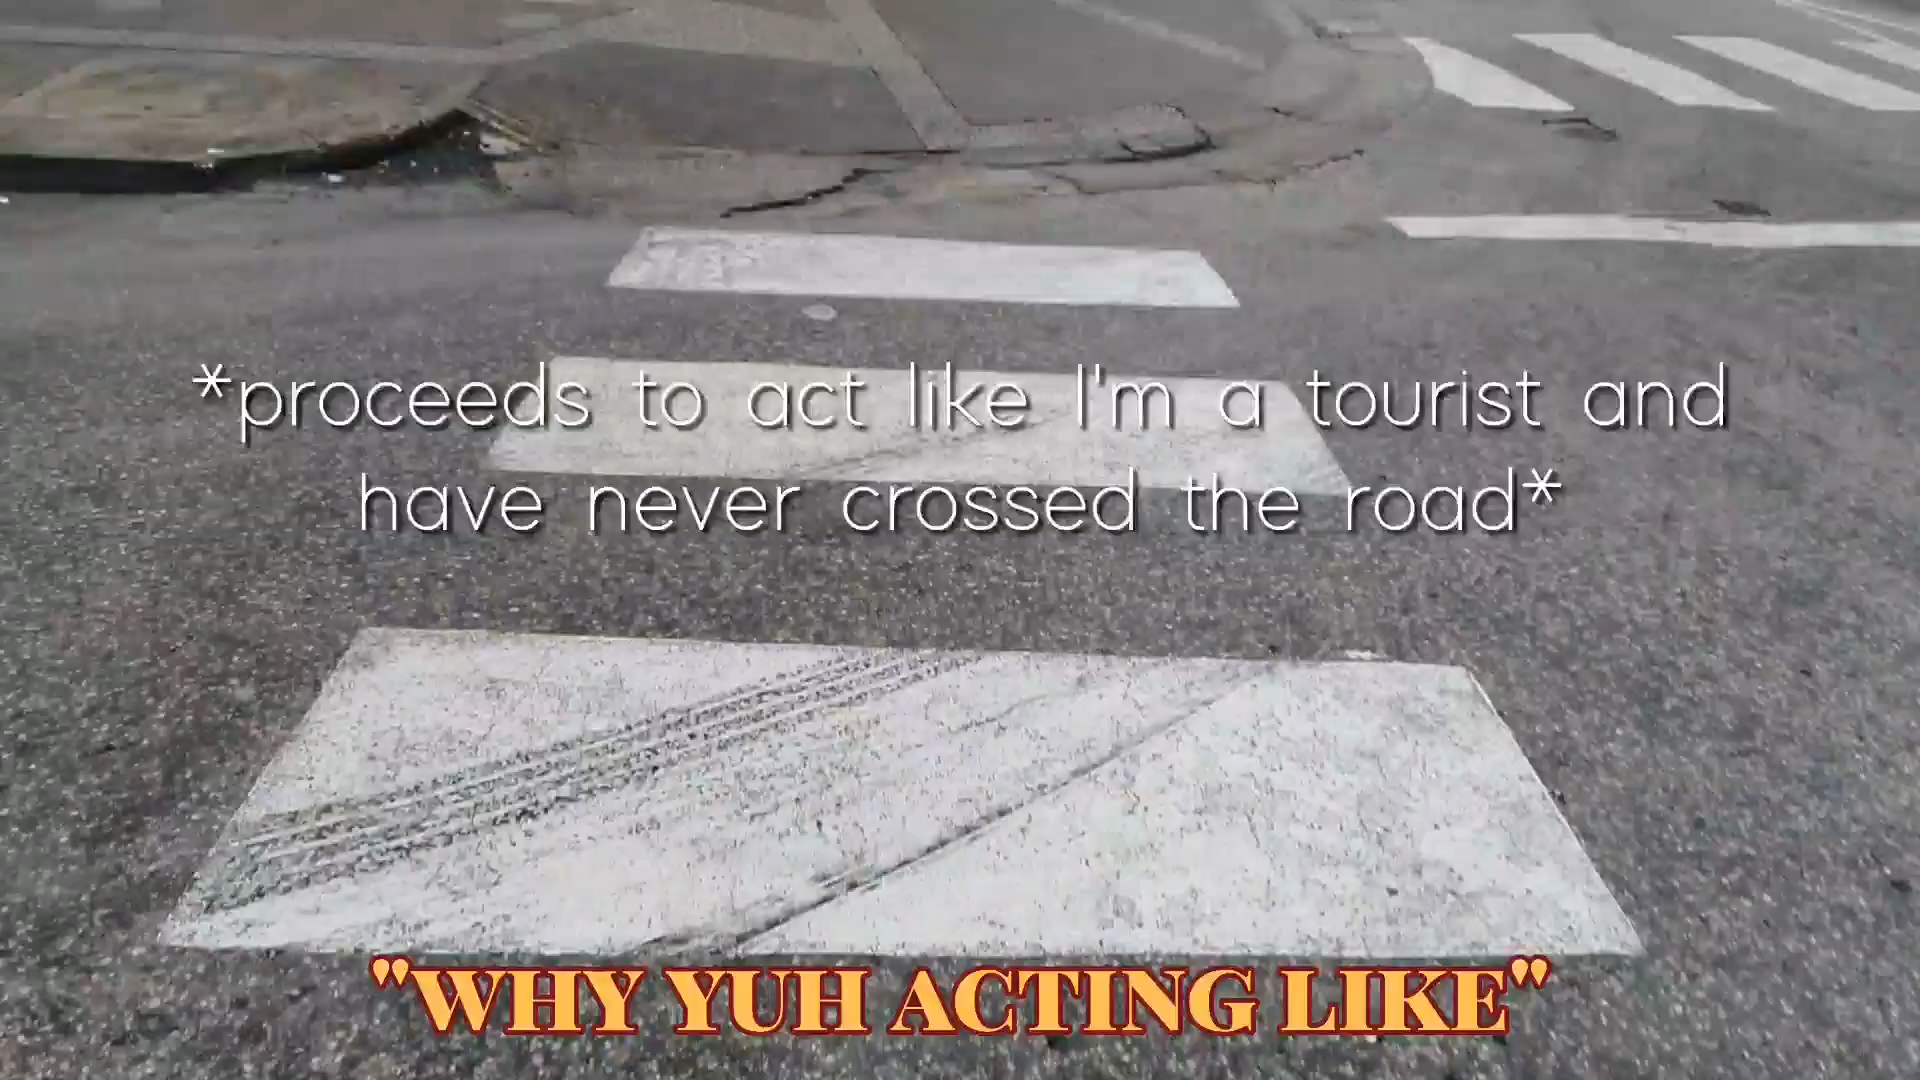 *proceeds to act like I'm a tourist and
have never crossed the road*
"WHY YUH ACTING LIKE"